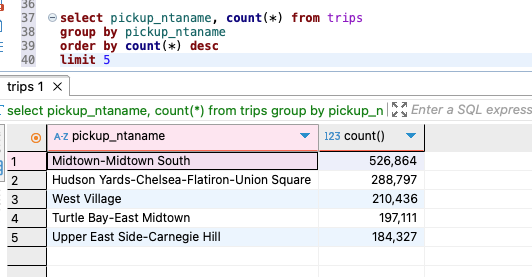 36
37 select pickup_ntaname, count(*) from trips
38 group by pickup_ntaname
39 order by count(*) desc
40 limit 5
trips 1 ×
select pickup_ntaname, count(*) from trips group by pickup_n Enter a SQL express
A-Z pickup_ntaname 123 count()
1 Midtown-Midtown South 526,864
2 Hudson Yards-Chelsea-Flatiron-Union Square 288,797
3 West Village 210,436
4 Turtle Bay-East Midtown 197,111
5 Upper East Side-Carnegie Hill 184,327